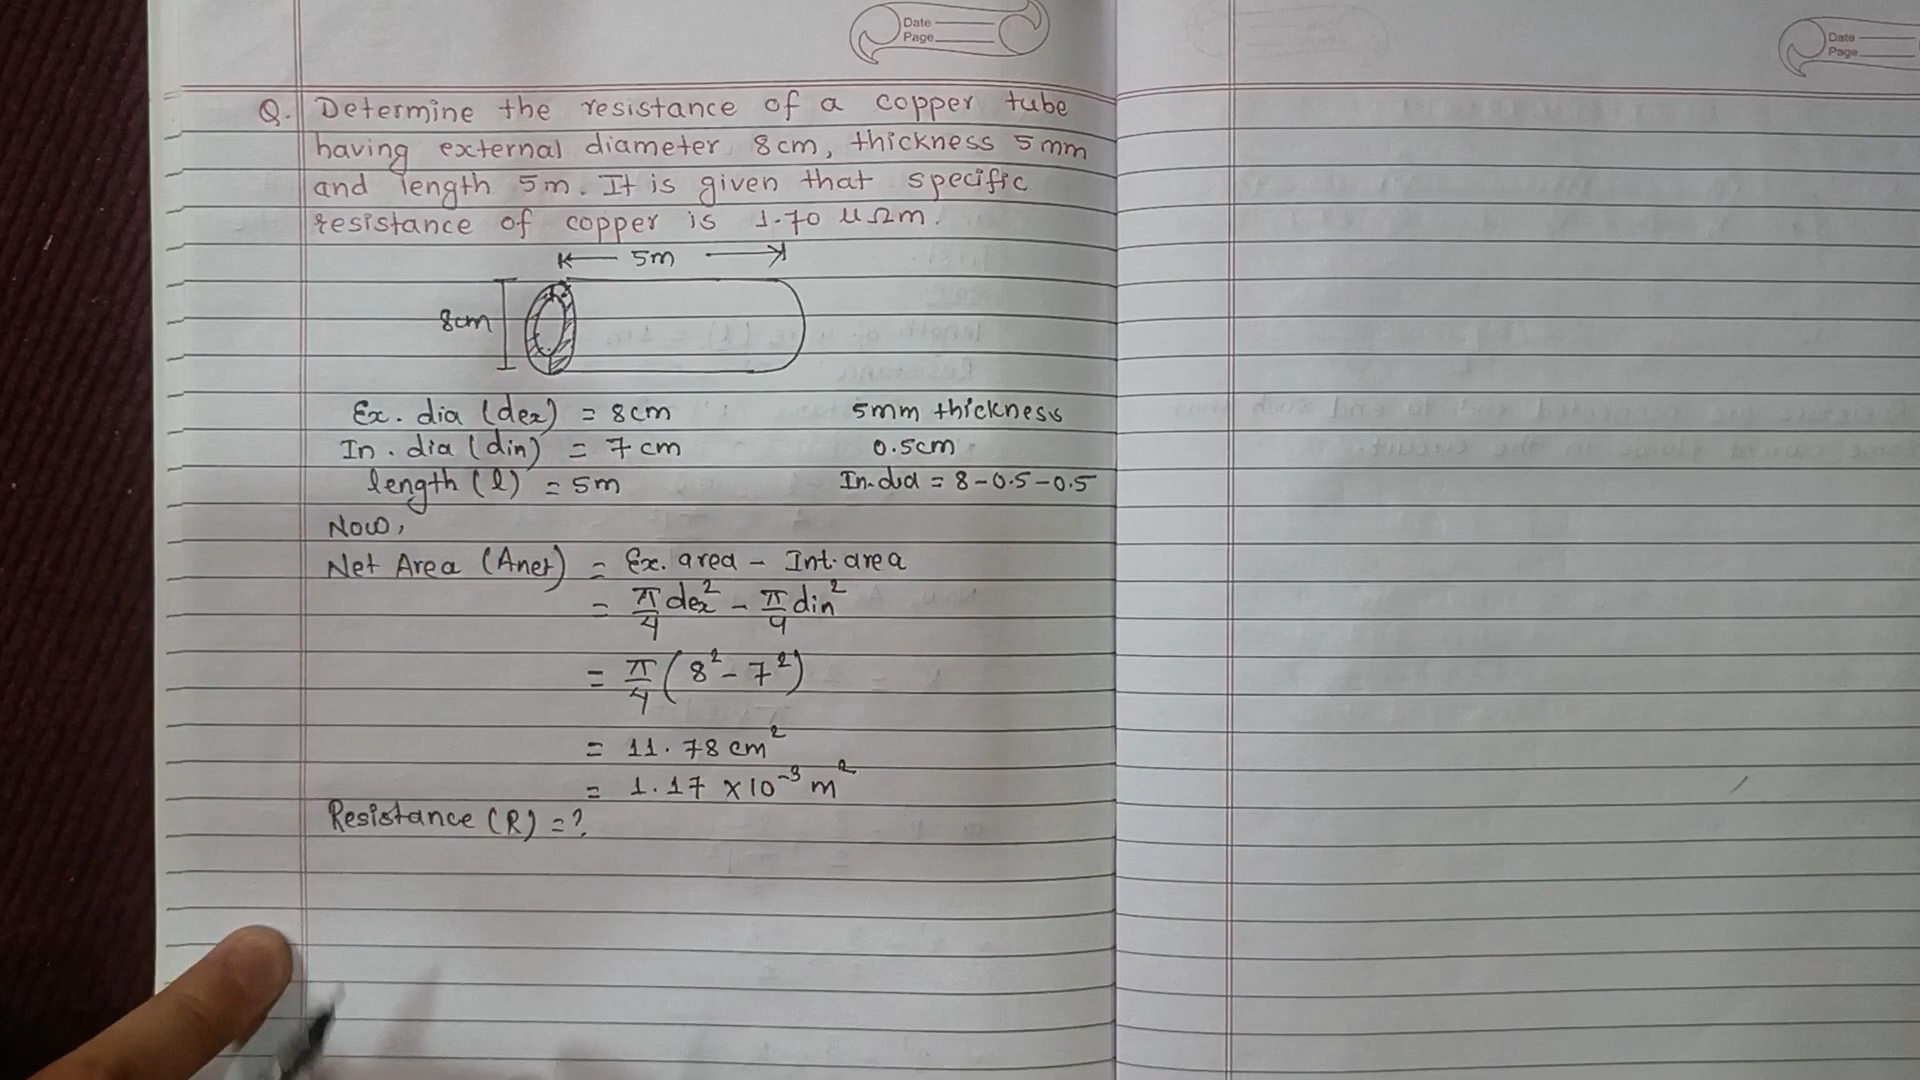 Date
Page
Date
Page
Q. Determine the resistance of a copper tube
having external diameter 8cm, thickness 5mm
and length 5m. It is given that specific
resistance of copper is 1.70 μΩm.
5m
8cm
Ex. dia (dex) = 8cm 5mm thickness
In. dia (din) = 7cm 0.5cm
length (l) = 5m In. dia = 8-0.5-0.5
Now,
Net Area (Anet) = Ex. area - Int. area
= π/4 dex² - π/4 din²
= π/4 (8² - 7²)
= 11.78 cm²
= 1.17 × 10⁻³ m²
Resistance (R) = ?